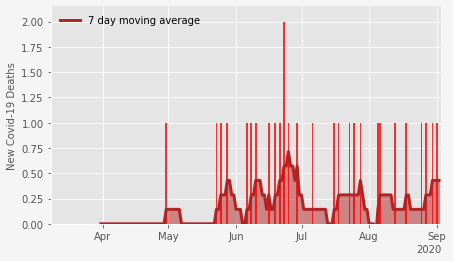 7 day moving average
2.00
1.75
1.50
1.25
1.00
0.75
0.50
0.25
0.00
New Covid-19 Deaths
Apr
May
Jun
Jul
Aug
Sep
2020